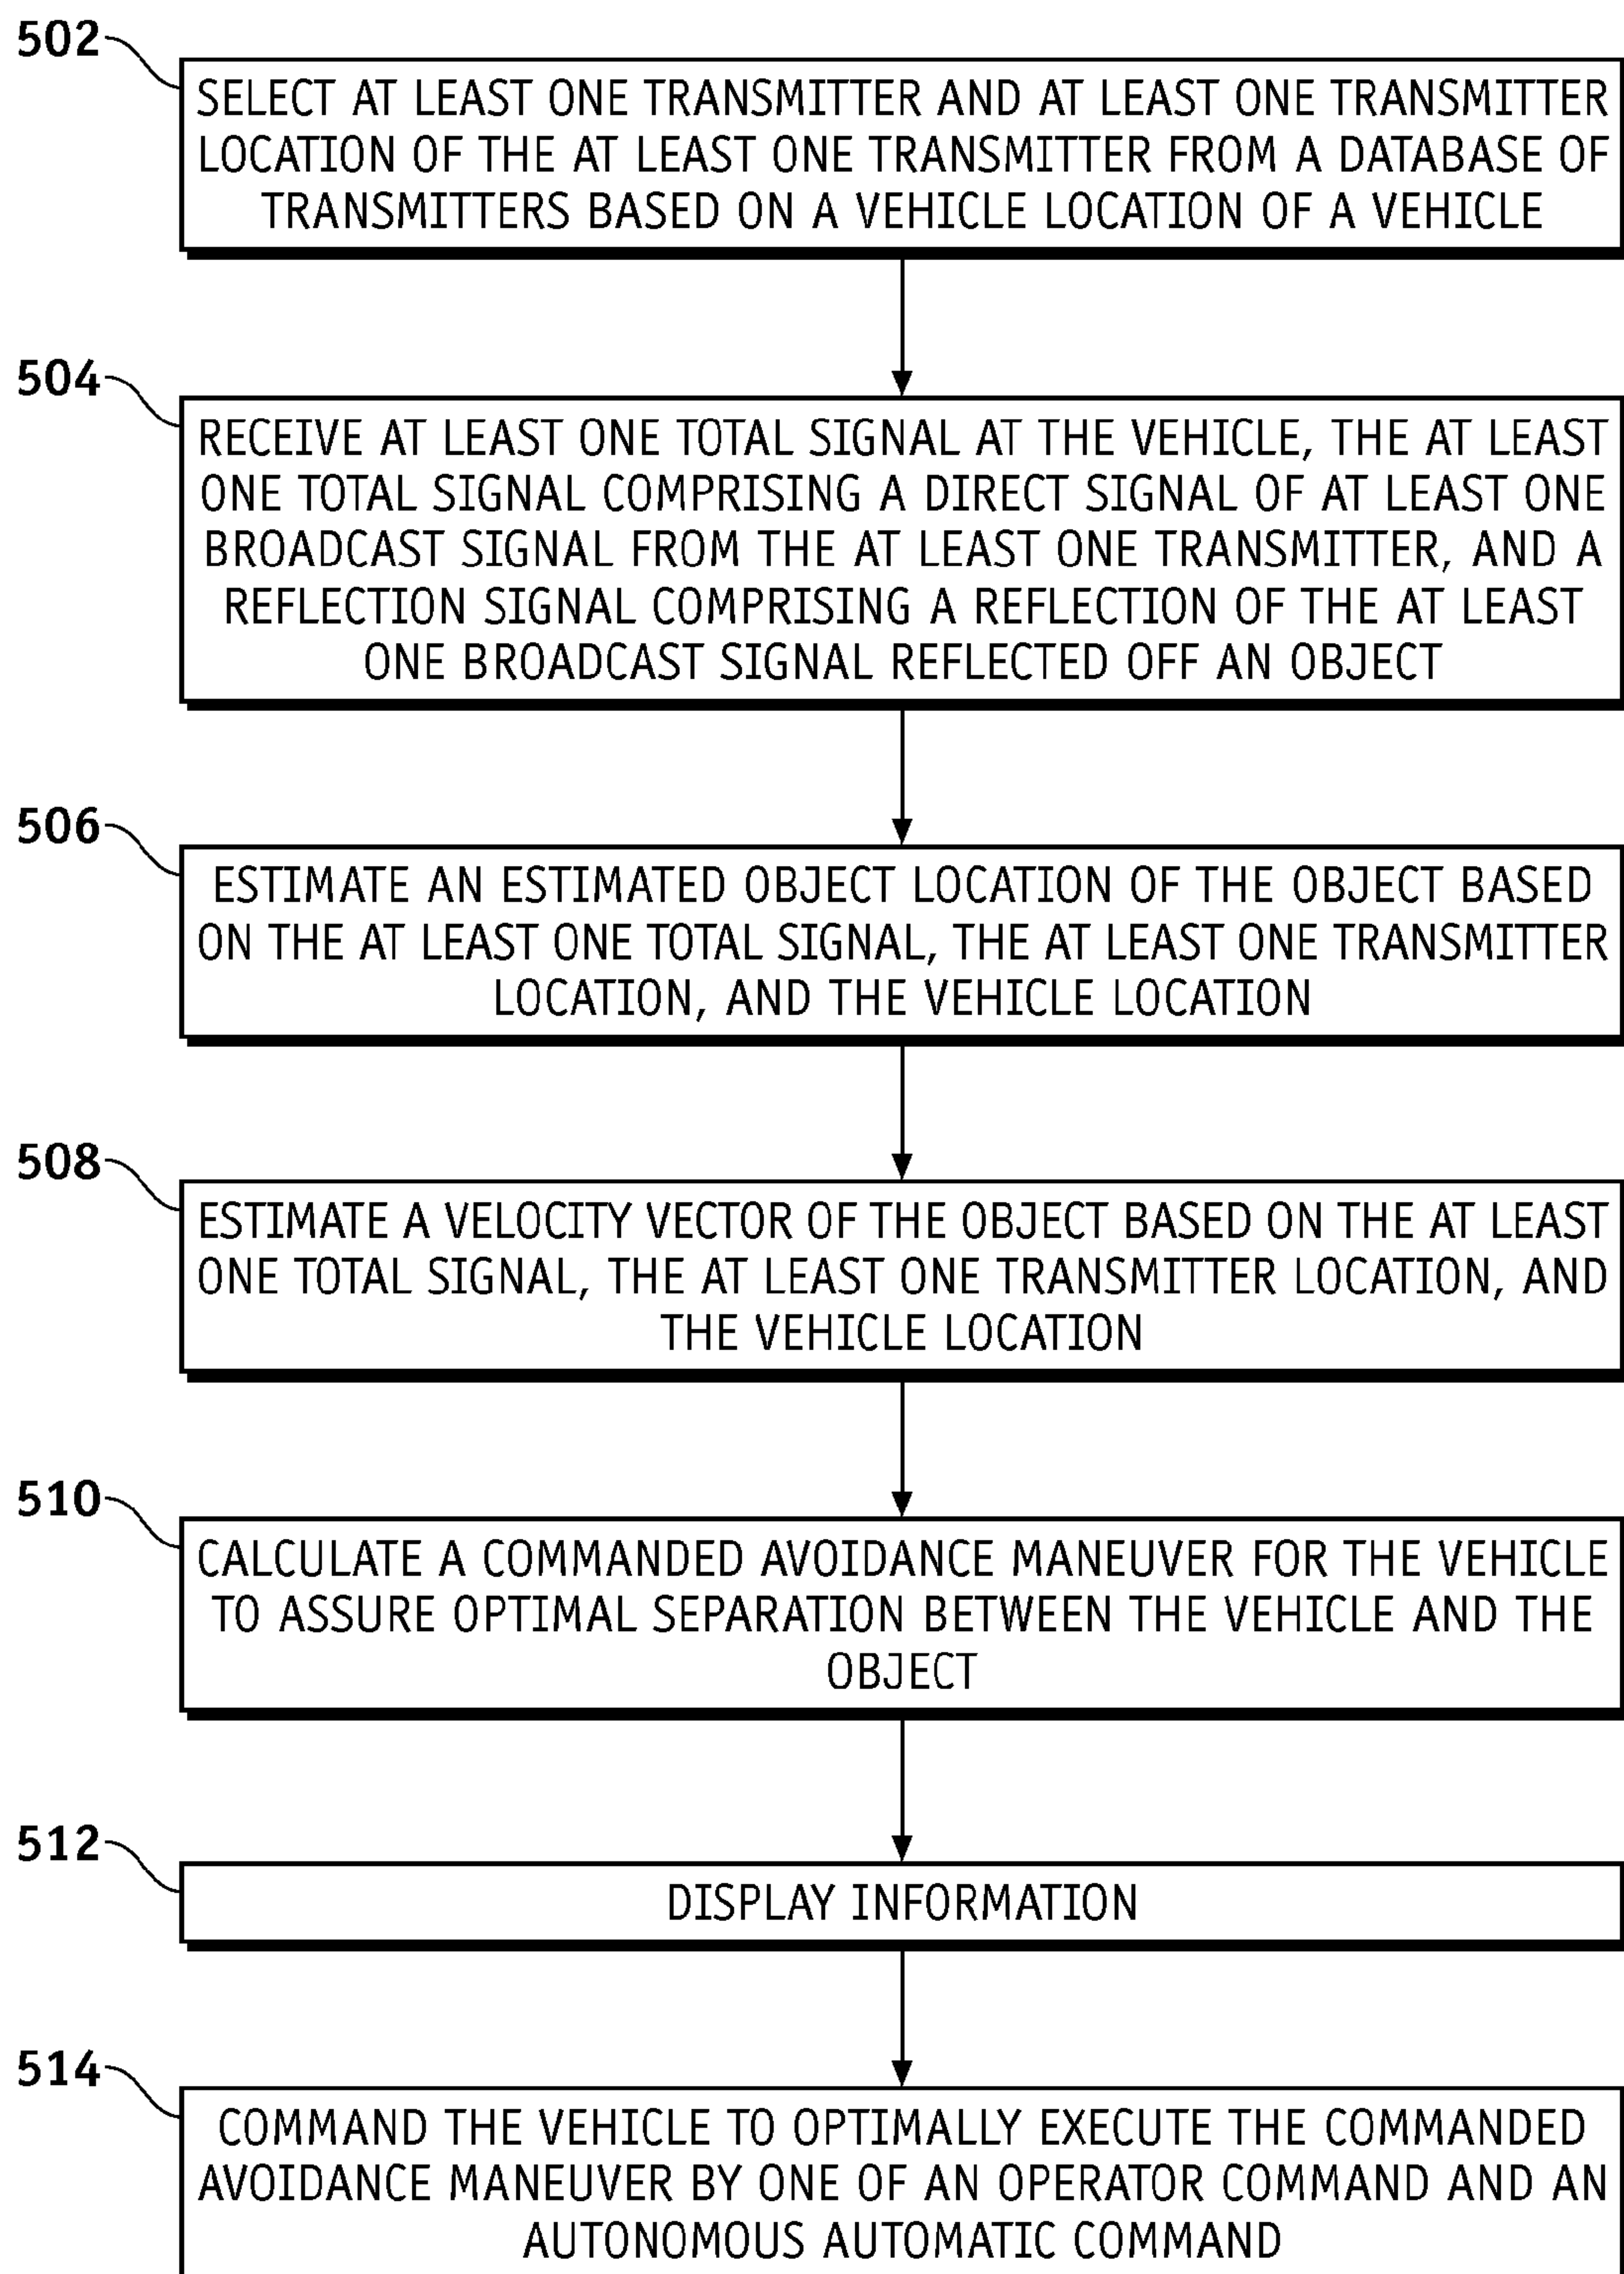 502
SELECT AT LEAST ONE TRANSMITTER AND AT LEAST ONE TRANSMITTER
LOCATION OF THE AT LEAST ONE TRANSMITTER FROM A DATABASE OF
TRANSMITTERS BASED ON A VEHICLE LOCATION OF A VEHICLE
504
RECEIVE AT LEAST ONE TOTAL SIGNAL AT THE VEHICLE, THE AT LEAST
ONE TOTAL SIGNAL COMPRISING A DIRECT SIGNAL OF AT LEAST ONE
BROADCAST SIGNAL FROM THE AT LEAST ONE TRANSMITTER, AND A
REFLECTION SIGNAL COMPRISING A REFLECTION OF THE AT LEAST
ONE BROADCAST SIGNAL REFLECTED OFF AN OBJECT
506
ESTIMATE AN ESTIMATED OBJECT LOCATION OF THE OBJECT BASED
ON THE AT LEAST ONE TOTAL SIGNAL, THE AT LEAST ONE TRANSMITTER
LOCATION, AND THE VEHICLE LOCATION
508
ESTIMATE A VELOCITY VECTOR OF THE OBJECT BASED ON THE AT LEAST
ONE TOTAL SIGNAL, THE AT LEAST ONE TRANSMITTER LOCATION, AND
THE VEHICLE LOCATION
510
CALCULATE A COMMANDED AVOIDANCE MANEUVER FOR THE VEHICLE
TO ASSURE OPTIMAL SEPARATION BETWEEN THE VEHICLE AND THE
OBJECT
512
DISPLAY INFORMATION
514
COMMAND THE VEHICLE TO OPTIMALLY EXECUTE THE COMMANDED
AVOIDANCE MANEUVER BY ONE OF AN OPERATOR COMMAND AND AN
AUTONOMOUS AUTOMATIC COMMAND